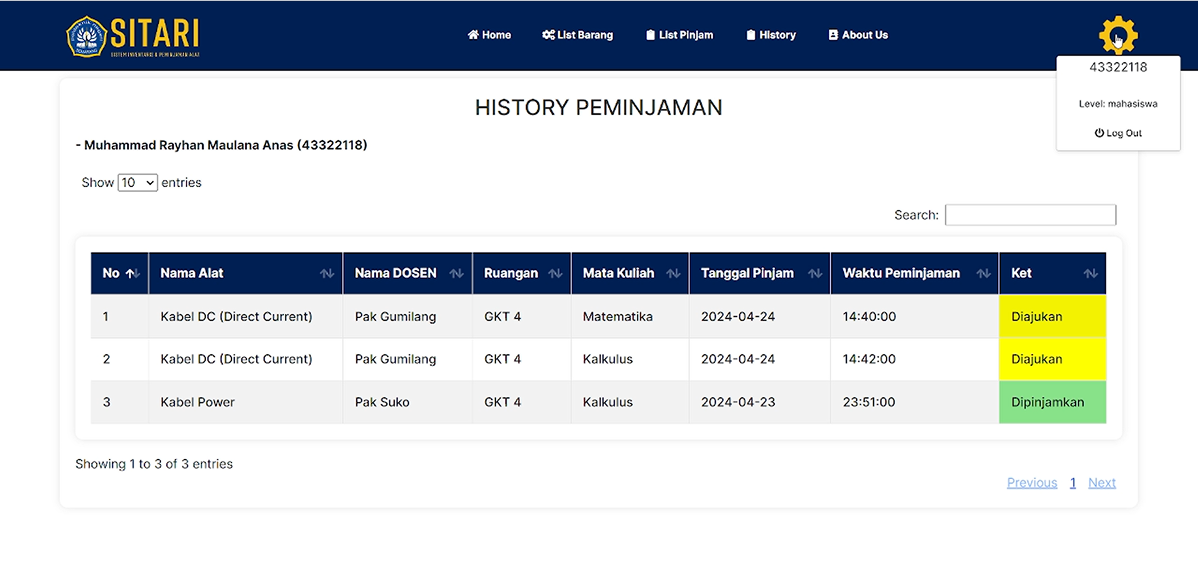 SITARI
SISTEM INVENTARIS & PEMINJAMAN ALAT
Home List Barang List Pinjam History About Us
43322118
Level: mahasiswa
Log Out
HISTORY PEMINJAMAN
- Muhammad Rayhan Maulana Anas (43322118)
Show 10 entries
Search:
No Nama Alat Nama DOSEN Ruangan Mata Kuliah Tanggal Pinjam Waktu Peminjaman Ket
1 Kabel DC (Direct Current) Pak Gumilang GKT 4 Matematika 2024-04-24 14:40:00 Diajukan
2 Kabel DC (Direct Current) Pak Gumilang GKT 4 Kalkulus 2024-04-24 14:42:00 Diajukan
3 Kabel Power Pak Suko GKT 4 Kalkulus 2024-04-23 23:51:00 Dipinjamkan
Showing 1 to 3 of 3 entries
Previous 1 Next